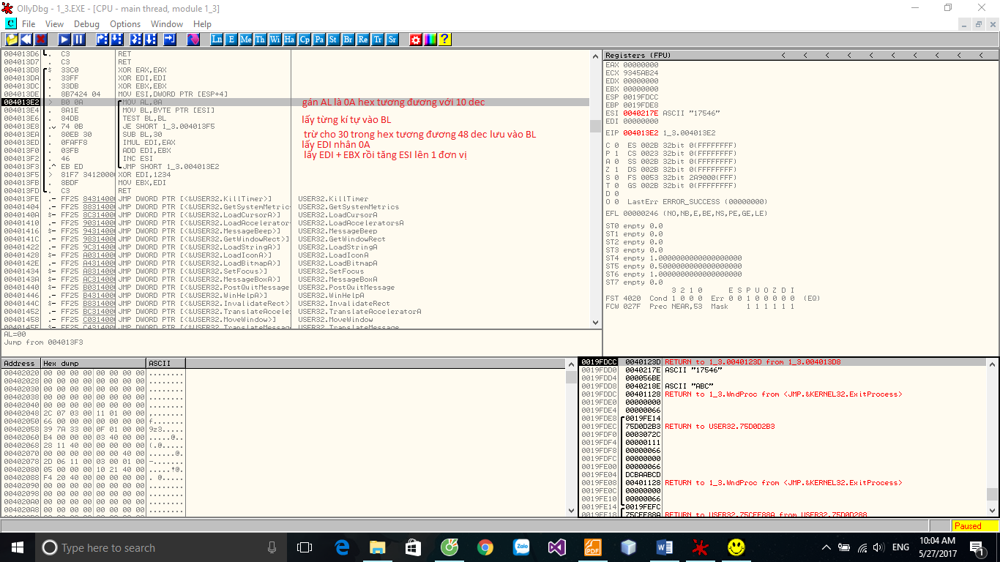 OllyDbg - 1_3.EXE - [CPU - main thread, module 1_3]
C File View Debug Options Window Help
Ln E Me Th Wi Ha Cp Pa St Br Re Tr Sr ?
004013D6 . C3 RET
004013D7 . C3 RET
004013D8 $ 33C0 XOR EAX,EAX
004013DA . 33FF XOR EDI,EDI
004013DC . 33DB XOR EBX,EBX
004013DE . 8B7424 04 MOV ESI,DWORD PTR [ESP+4]
004013E2 > B0 0A MOV AL,0A gán AL là 0A hex tương đương với 10 dec
004013E4 . 8A1E MOV BL,BYTE PTR [ESI]
004013E6 . 84DB TEST BL,BL lấy từng kí tự vào BL
004013E8 .v 74 0B JE SHORT 1_3.004013F5
004013EA . 80EB 30 SUB BL,30 trừ cho 30 trong hex tương đương 48 dec lưu vào BL
004013ED . 0FAFF8 IMUL EDI,EAX lấy EDI nhân 0A
004013F0 . 03FB ADD EDI,EBX lấy EDI + EBX rồi tăng ESI lên 1 đơn vị
004013F2 . 46 INC ESI
004013F3 .^ EB ED JMP SHORT 1_3.004013E2
004013F5 > 81F7 34120000 XOR EDI,1234
004013FB . 8BDF MOV EBX,EDI
004013FD . C3 RET
004013FE .- FF25 84314000 JMP DWORD PTR [<&USER32.KillTimer>] USER32.KillTimer
00401404 - FF25 88314000 JMP DWORD PTR [<&USER32.GetSystemMetric USER32.GetSystemMetrics
0040140A $- FF25 8C314000 JMP DWORD PTR [<&USER32.LoadCursorA>] USER32.LoadCursorA
00401410 .- FF25 90314000 JMP DWORD PTR [<&USER32.LoadAccelerator USER32.LoadAcceleratorsA
00401416 $- FF25 94314000 JMP DWORD PTR [<&USER32.MessageBeep>] USER32.MessageBeep
0040141C .- FF25 98314000 JMP DWORD PTR [<&USER32.GetWindowRect>] USER32.GetWindowRect
00401422 .- FF25 9C314000 JMP DWORD PTR [<&USER32.LoadStringA>] USER32.LoadStringA
00401428 $- FF25 A0314000 JMP DWORD PTR [<&USER32.LoadIconA>] USER32.LoadIconA
0040142E .- FF25 A4314000 JMP DWORD PTR [<&USER32.LoadBitmapA>] USER32.LoadBitmapA
00401434 .- FF25 A8314000 JMP DWORD PTR [<&USER32.SetFocus>] USER32.SetFocus
0040143A $- FF25 AC314000 JMP DWORD PTR [<&USER32.MessageBoxA>] USER32.MessageBoxA
00401440 $- FF25 B0314000 JMP DWORD PTR [<&USER32.PostQuitMessage USER32.PostQuitMessage
00401446 $- FF25 B4314000 JMP DWORD PTR [<&USER32.WinHelpA>] USER32.WinHelpA
0040144C $- FF25 B8314000 JMP DWORD PTR [<&USER32.InvalidateRect> USER32.InvalidateRect
00401452 .- FF25 BC314000 JMP DWORD PTR [<&USER32.TranslateAccele USER32.TranslateAcceleratorA
00401458 .- FF25 C0314000 JMP DWORD PTR [<&USER32.MoveWindow>] USER32.MoveWindow
0040145E $- FF25 C4314000 JMP DWORD PTR [<&USER32.TranslateMessag USER32.TranslateMessage
AL=00
Jump from 004013F3
Registers (FPU) < < < < < < < < < <
EAX 00000000
ECX 9345AB24
EDX 00000000
EBX 00000000
ESP 0019FDCC
EBP 0019FDE8
ESI 0040217E ASCII "17546"
EDI 00000000
EIP 004013E2 1_3.004013E2
C 0 ES 002B 32bit 0(FFFFFFFF)
P 1 CS 0023 32bit 0(FFFFFFFF)
A 0 SS 002B 32bit 0(FFFFFFFF)
Z 1 DS 002B 32bit 0(FFFFFFFF)
S 0 FS 0053 32bit 2A9000(FFF)
T 0 GS 002B 32bit 0(FFFFFFFF)
D 0
O 0 LastErr ERROR_SUCCESS (00000000)
EFL 00000246 (NO,NB,E,BE,NS,PE,GE,LE)
ST0 empty 0.0
ST1 empty 0.0
ST2 empty 0.0
ST3 empty 0.0
ST4 empty 1.0000000000000000000
ST5 empty 0.5000000000000000000
ST6 empty 1.0000000000000000000
ST7 empty 0.0
3 2 1 0 E S P U O Z D I
FST 4020 Cond 1 0 0 0 Err 0 0 1 0 0 0 0 0 (EQ)
FCW 027F Prec NEAR,53 Mask 1 1 1 1 1 1
Address Hex dump ASCII
00402020 00 00 00 00 00 00 00 00 ........
00402028 00 00 00 00 00 00 00 00 ........
00402030 00 00 00 00 00 00 00 00 ........
00402038 00 00 00 00 00 00 00 00 ........
00402040 00 00 00 00 00 00 00 00 ........
00402048 2C 07 03 00 11 01 00 00 ,.......
00402050 66 00 00 00 00 00 00 00 f.......
00402058 39 7A 33 00 0F 01 09 00 9z3.....
00402060 B4 00 00 00 03 40 00 00 .....@..
00402068 28 11 40 00 00 00 00 00 (.@.....
00402070 00 00 00 00 00 00 40 00 ......@.
00402078 2D 06 11 00 03 00 01 00 -.......
00402080 05 00 00 00 10 21 40 00 .....!@.
00402088 F4 20 40 00 00 00 00 00 . @.....
00402090 00 00 00 00 00 00 00 00 ........
00402098 00 00 00 00 00 00 00 00 ........
004020A0 00 00 00 00 00 00 00 00 ........
004020A8 00 00 00 00 00 00 00 00 ........
0019FDCC 0040123D RETURN to 1_3.0040123D from 1_3.004013D8
0019FDD0 0040217E ASCII "17546"
0019FDD4 000056BE
0019FDD8 0040218E ASCII "ABC"
0019FDDC 00401128 RETURN to 1_3.WndProc from <JMP.&KERNEL32.ExitProcess>
0019FDE0 00000000
0019FDE4 00000066
0019FDE8 0019FE14
0019FDEC 75D0D2B3 RETURN to USER32.75D0D2B3
0019FDF0 0003072C
0019FDF4 00000111
0019FDF8 00000066
0019FDFC 00000000
0019FE00 00000066
0019FE04 DCBAABCD
0019FE08 00401128 RETURN to 1_3.WndProc from <JMP.&KERNEL32.ExitProcess>
0019FE0C 00000000
0019FE10 00000066
0019FE14 0019FEFC
0019FE18 75CEE88A RETURN to USER32.75CEE88A from USER32.75D0D288
Paused
Type here to search
Zalo PDF W ENG 10:04 AM
5/27/2017 1